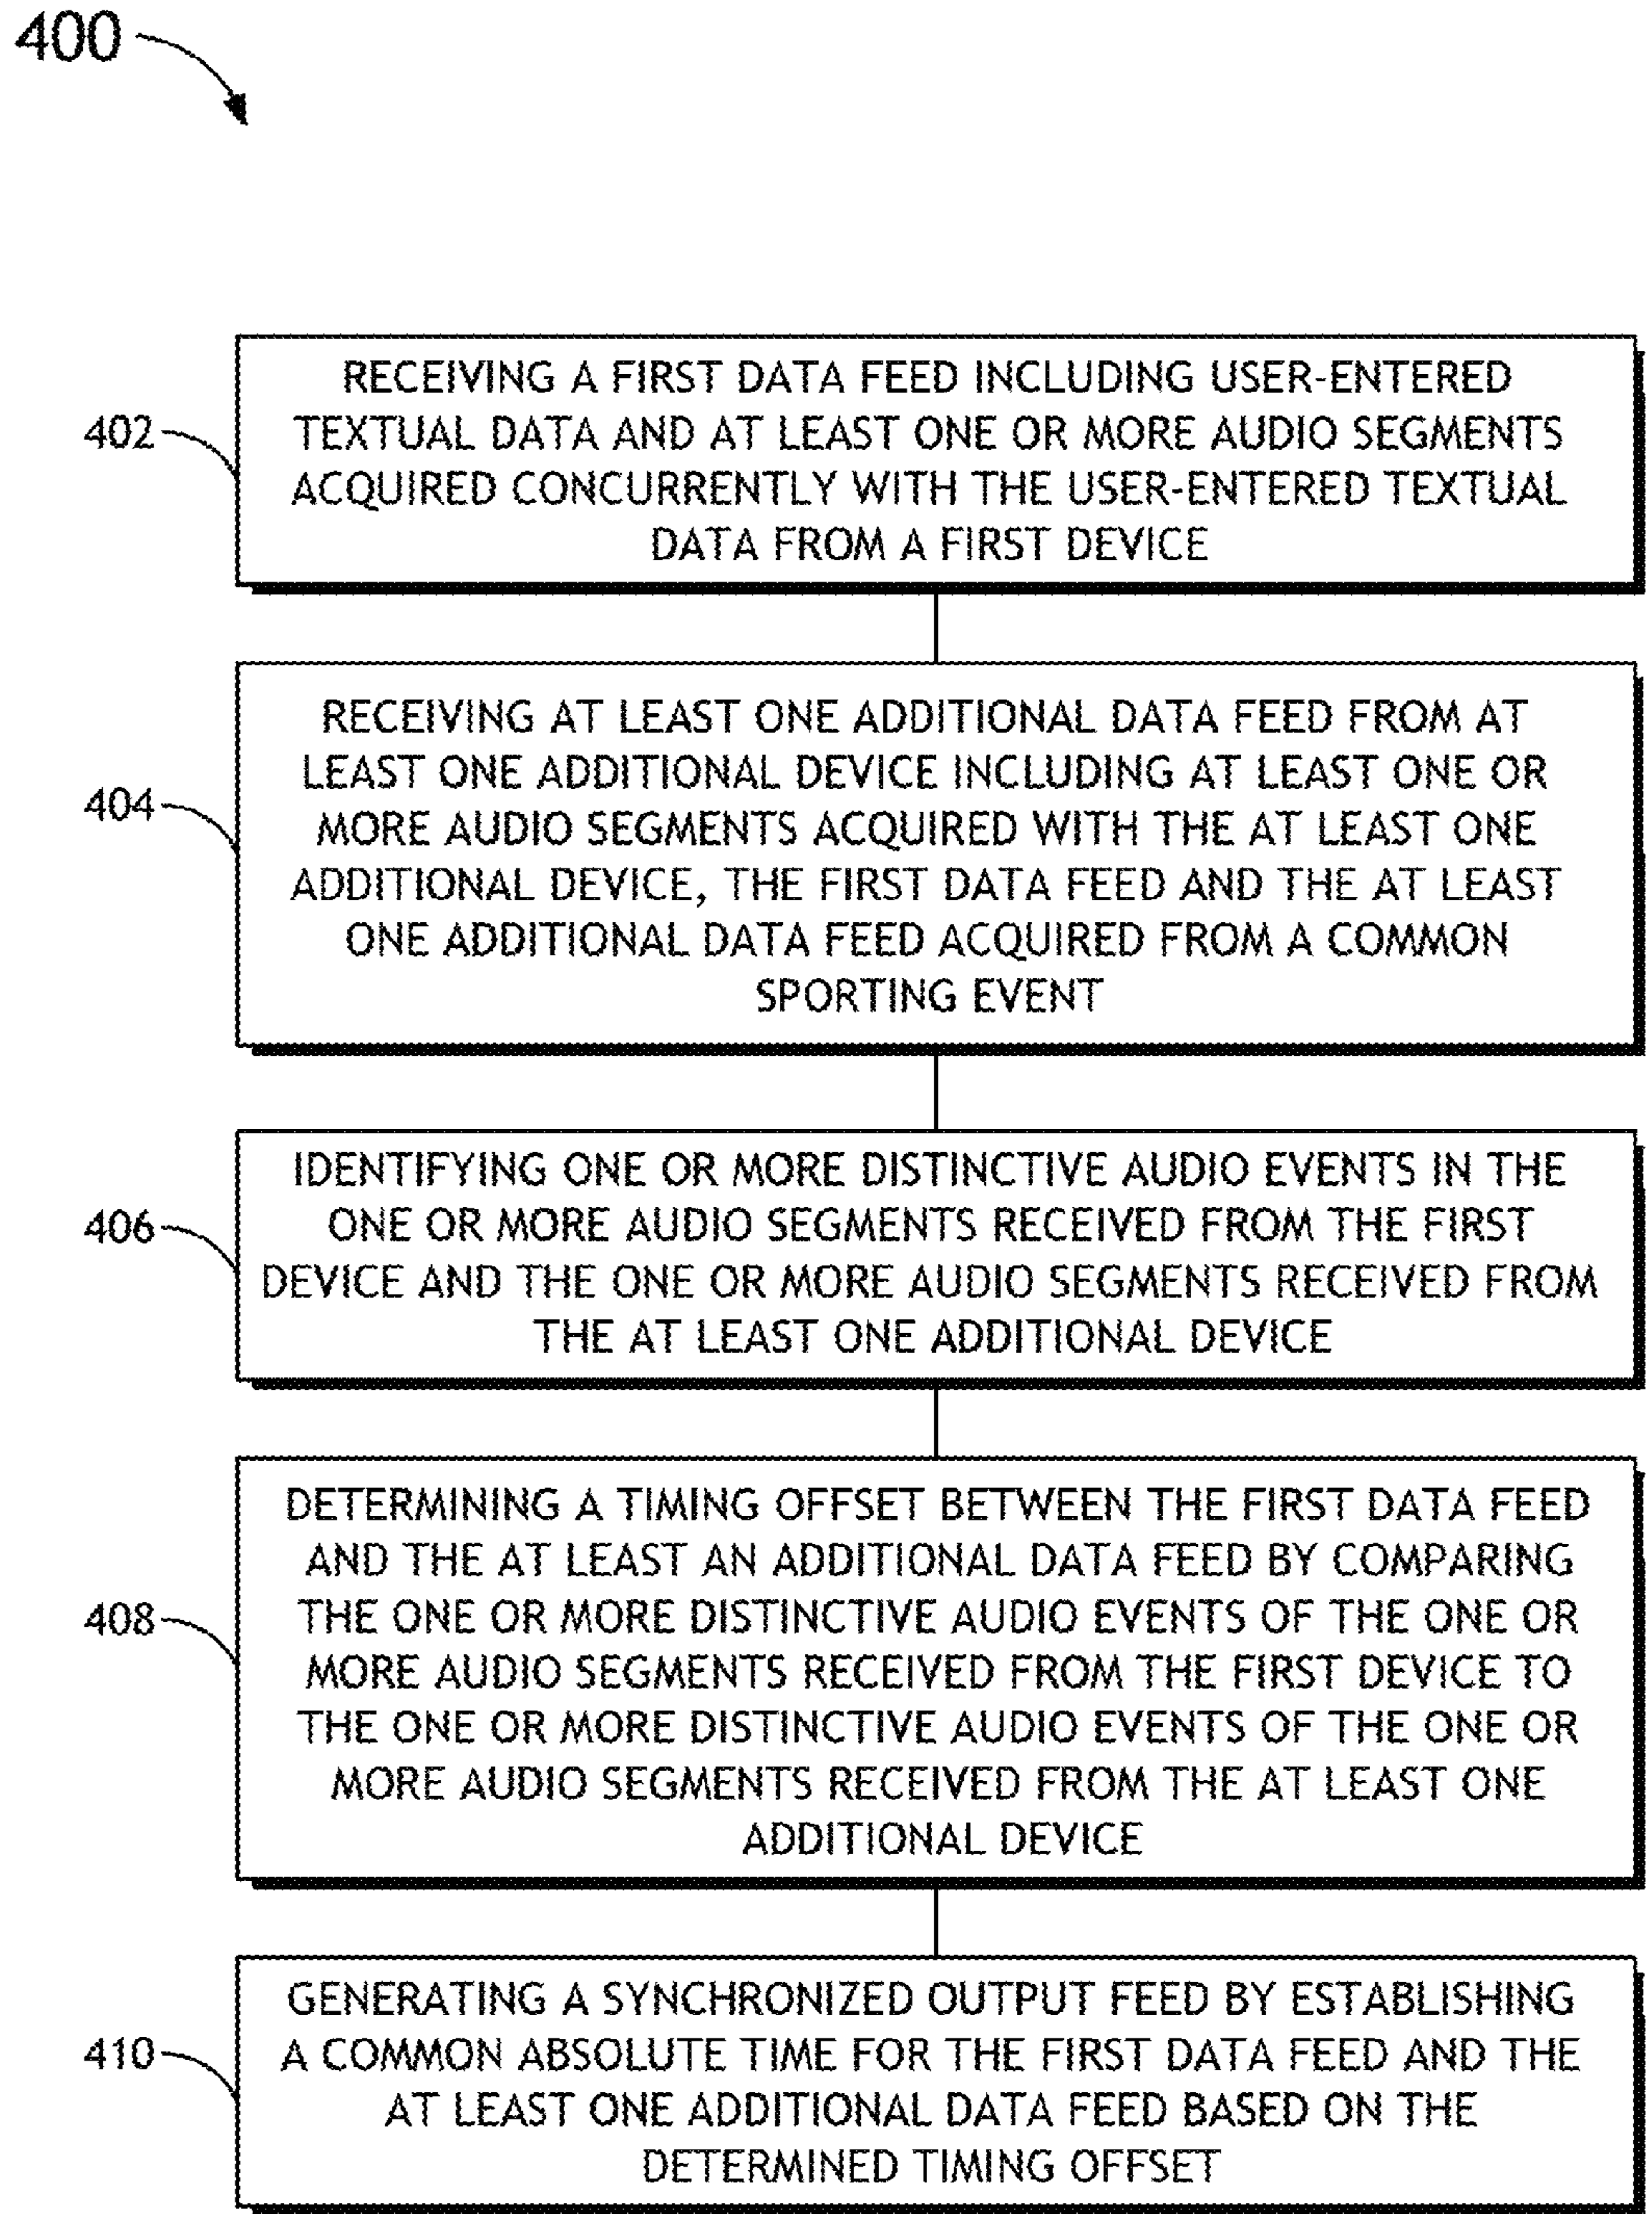 400
402
RECEIVING A FIRST DATA FEED INCLUDING USER-ENTERED
TEXTUAL DATA AND AT LEAST ONE OR MORE AUDIO SEGMENTS
ACQUIRED CONCURRENTLY WITH THE USER-ENTERED TEXTUAL
DATA FROM A FIRST DEVICE
404
RECEIVING AT LEAST ONE ADDITIONAL DATA FEED FROM AT
LEAST ONE ADDITIONAL DEVICE INCLUDING AT LEAST ONE OR
MORE AUDIO SEGMENTS ACQUIRED WITH THE AT LEAST ONE
ADDITIONAL DEVICE, THE FIRST DATA FEED AND THE AT LEAST
ONE ADDITIONAL DATA FEED ACQUIRED FROM A COMMON
SPORTING EVENT
406
IDENTIFYING ONE OR MORE DISTINCTIVE AUDIO EVENTS IN THE
ONE OR MORE AUDIO SEGMENTS RECEIVED FROM THE FIRST
DEVICE AND THE ONE OR MORE AUDIO SEGMENTS RECEIVED FROM
THE AT LEAST ONE ADDITIONAL DEVICE
408
DETERMINING A TIMING OFFSET BETWEEN THE FIRST DATA FEED
AND THE AT LEAST AN ADDITIONAL DATA FEED BY COMPARING
THE ONE OR MORE DISTINCTIVE AUDIO EVENTS OF THE ONE OR
MORE AUDIO SEGMENTS RECEIVED FROM THE FIRST DEVICE TO
THE ONE OR MORE DISTINCTIVE AUDIO EVENTS OF THE ONE OR
MORE AUDIO SEGMENTS RECEIVED FROM THE AT LEAST ONE
ADDITIONAL DEVICE
410
GENERATING A SYNCHRONIZED OUTPUT FEED BY ESTABLISHING
A COMMON ABSOLUTE TIME FOR THE FIRST DATA FEED AND THE
AT LEAST ONE ADDITIONAL DATA FEED BASED ON THE
DETERMINED TIMING OFFSET